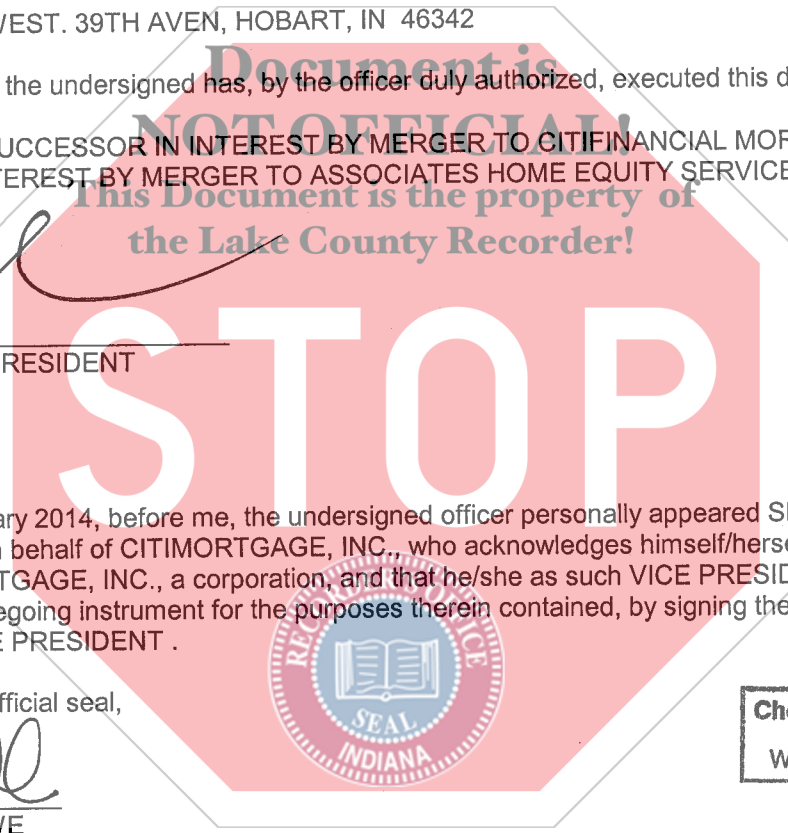 WEST. 39TH AVEN, HOBART, IN 46342
Document is
the undersigned has, by the officer duly authorized, executed this d
NOT OFFICIAL!
UCCESSOR IN INTEREST BY MERGER TO CITIFINANCIAL MOR
TEREST BY MERGER TO ASSOCIATES HOME EQUITY SERVICE
This Document is the property of
the Lake County Recorder!
STOP
RESIDENT
ary 2014, before me, the undersigned officer personally appeared
behalf of CITIMORTGAGE, INC., who acknowledges himself/herse
TGAGE, INC., a corporation, and that he/she as such VICE PRESID
egoing instrument for the purposes therein contained, by signing the
E PRESIDENT .
RECORDER'S OFFICE
SEAL
INDIANA
fficial seal,
Ch
W
VE